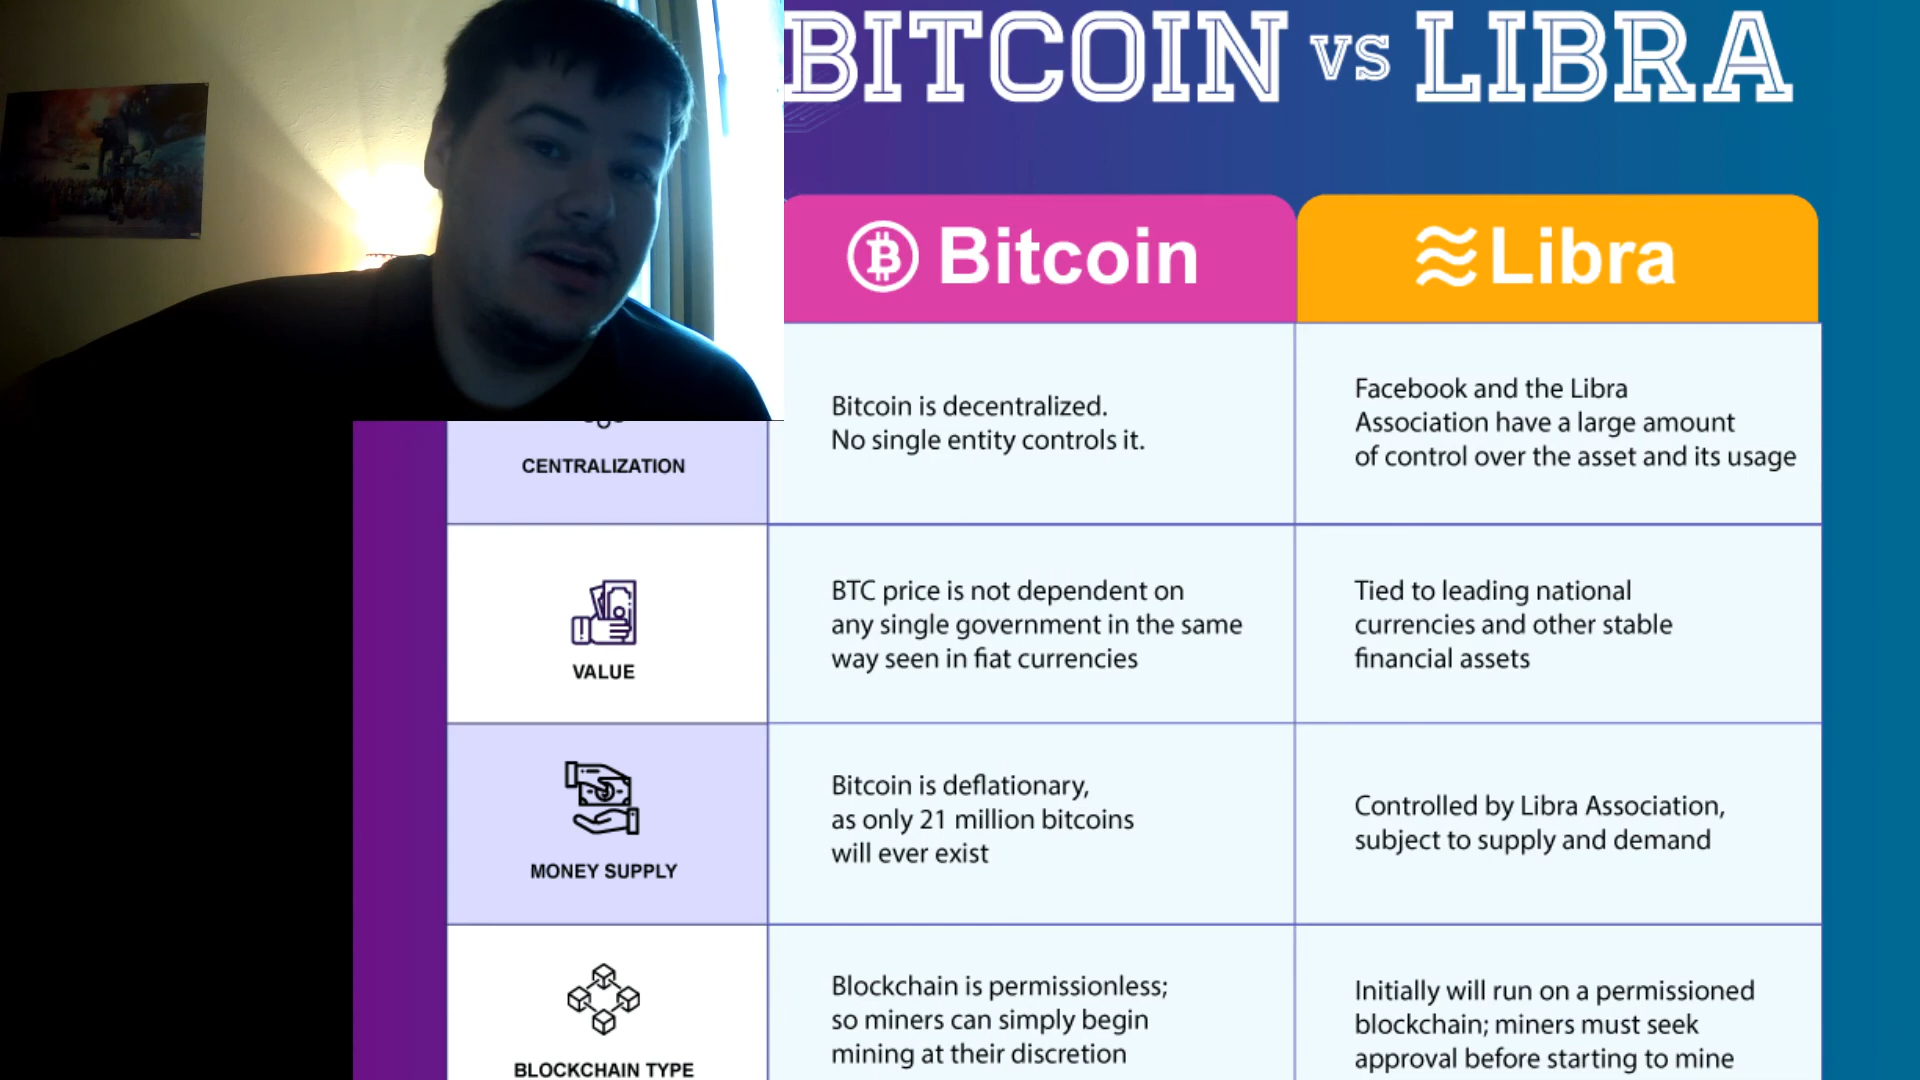 BITCOIN VS LIBRA
Bitcoin
Libra
CENTRALIZATION
Bitcoin is decentralized.
No single entity controls it.
Facebook and the Libra
Association have a large amount
of control over the asset and its usage
VALUE
BTC price is not dependent on
any single government in the same
way seen in fiat currencies
Tied to leading national
currencies and other stable
financial assets
MONEY SUPPLY
Bitcoin is deflationary,
as only 21 million bitcoins
will ever exist
Controlled by Libra Association,
subject to supply and demand
BLOCKCHAIN TYPE
Blockchain is permissionless;
so miners can simply begin
mining at their discretion
Initially will run on a permissioned
blockchain; miners must seek
approval before starting to mine